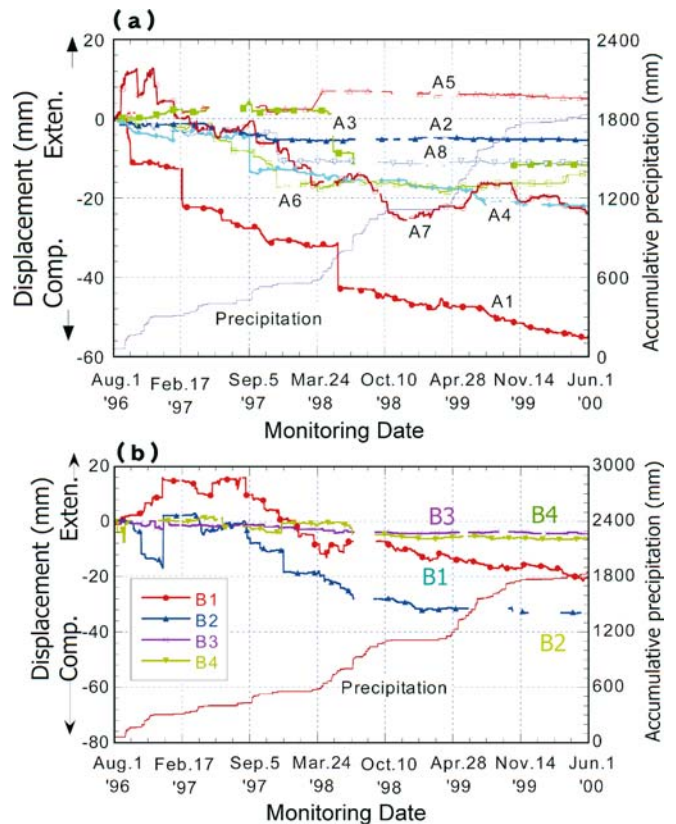 (a)
20
0
-20
-40
-60
Displacement (mm)
Comp. Exten.
2400
1800
1200
600
0
Accumulative precipitation (mm)
A5
A3
A2
A8
A6
A7
A4
A1
Precipitation
Aug.1 Feb.17 Sep.5 Mar.24 Oct.10 Apr.28 Nov.14 Jun.1
'96 '97 '97 '98 '98 '99 '99 '00
Monitoring Date
(b)
20
0
-20
-40
-60
-80
Displacement (mm)
Comp. Exten.
3000
2400
1800
1200
600
0
Accumulative precipitation (mm)
B3 B4
B1
B2
B1
B2
B3
B4
Precipitation
Aug.1 Feb.17 Sep.5 Mar.24 Oct.10 Apr.28 Nov.14 Jun.1
'96 '97 '97 '98 '98 '99 '99 '00
Monitoring Date